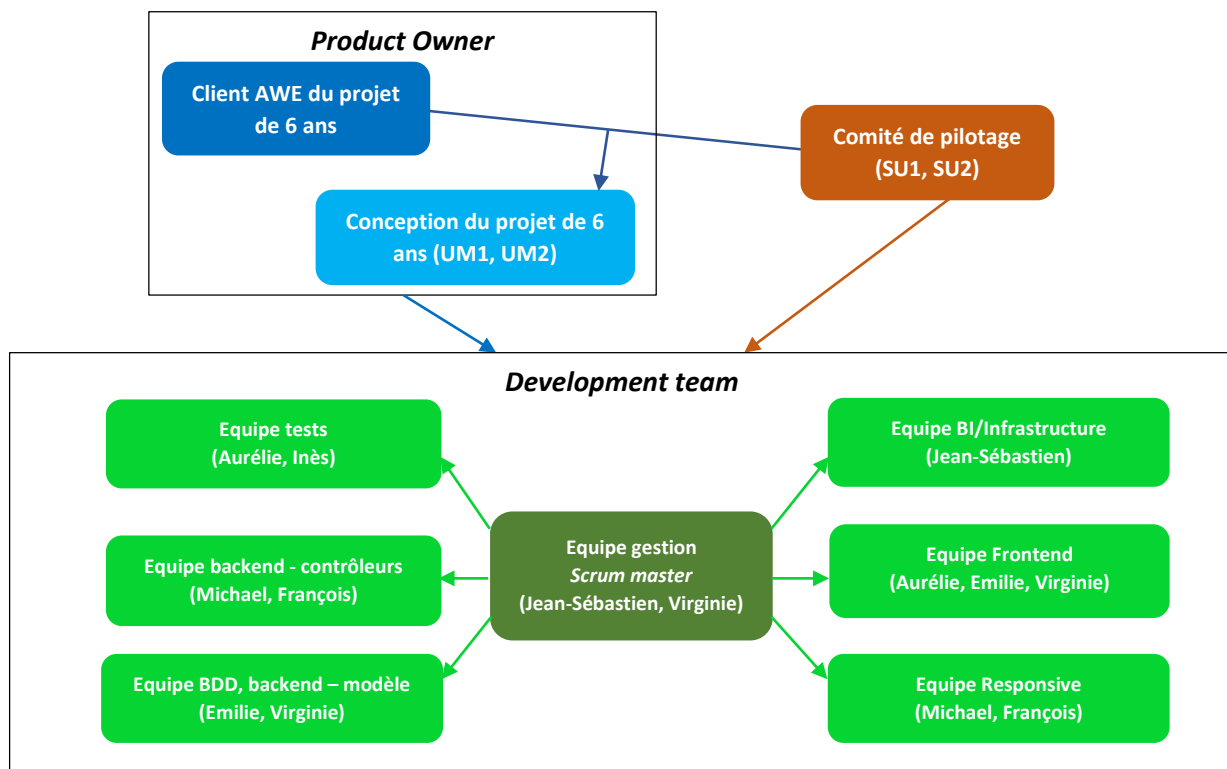 Product Owner
Client AWE du projet
de 6 ans
Comité de pilotage
(SU1, SU2)
Conception du projet de 6
ans (UM1, UM2)
Development team
Equipe tests
(Aurélie, Inès)
Equipe BI/Infrastructure
(Jean-Sébastien)
Equipe backend - contrôleurs
(Michael, François)
Equipe gestion
Scrum master
(Jean-Sébastien, Virginie)
Equipe Frontend
(Aurélie, Emilie, Virginie)
Equipe BDD, backend – modèle
(Emilie, Virginie)
Equipe Responsive
(Michael, François)